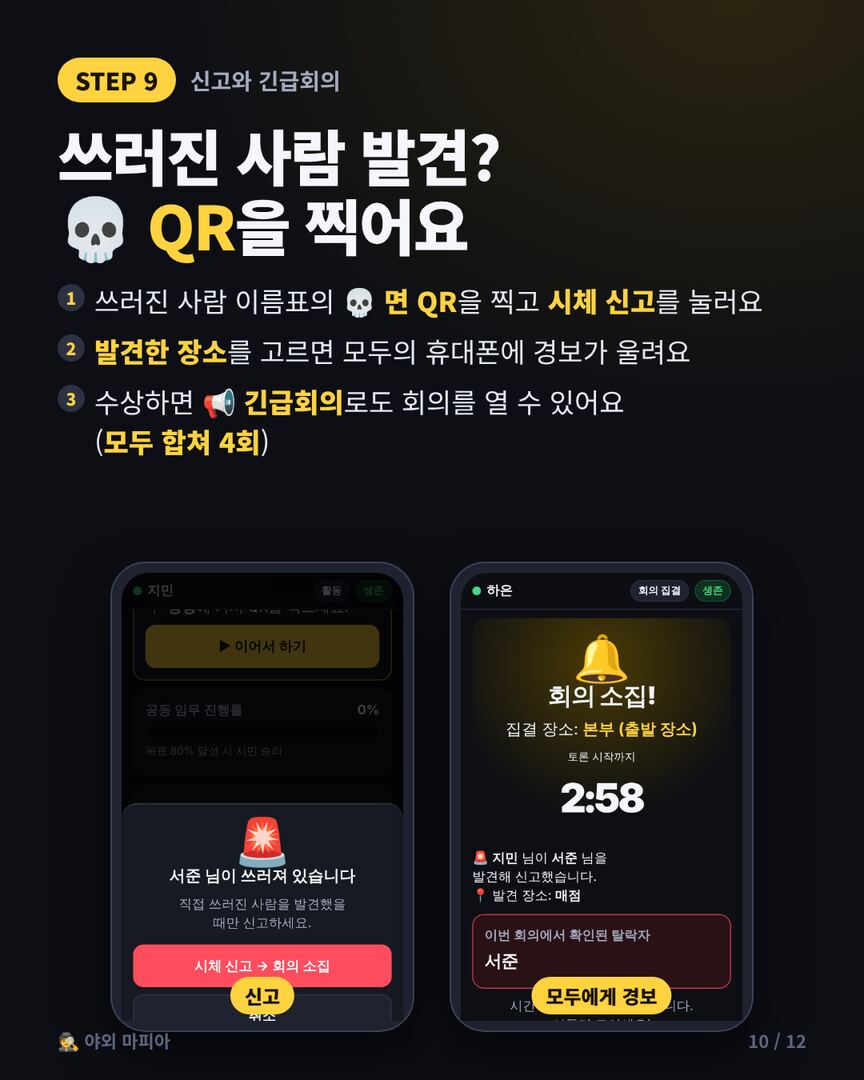 STEP 9 신고와 긴급회의
쓰러진 사람 발견?
💀 QR을 찍어요
1 쓰러진 사람 이름표의 💀 면 QR을 찍고 시체 신고를 눌러요
2 발견한 장소를 고르면 모두의 휴대폰에 경보가 울려요
3 수상하면 📢 긴급회의로도 회의를 열 수 있어요
(모두 합쳐 4회)
지민 활동 생존
▶ 이어서 하기
공동 임무 진행률 0%
목표 80% 달성 시 시민 승리
🚨
서준 님이 쓰러져 있습니다
직접 쓰러진 사람을 발견했을
때만 신고하세요.
시체 신고 → 회의 소집
신고
취소
하은 회의 집결 생존
🔔
회의 소집!
집결 장소: 본부 (출발 장소)
토론 시작까지
2:58
🚨 지민 님이 서준 님을
발견해 신고했습니다.
📍 발견 장소: 매점
이번 회의에서 확인된 탈락자
서준
모두에게 경보
시간
니다.
🕵️ 야외 마피아
10 / 12